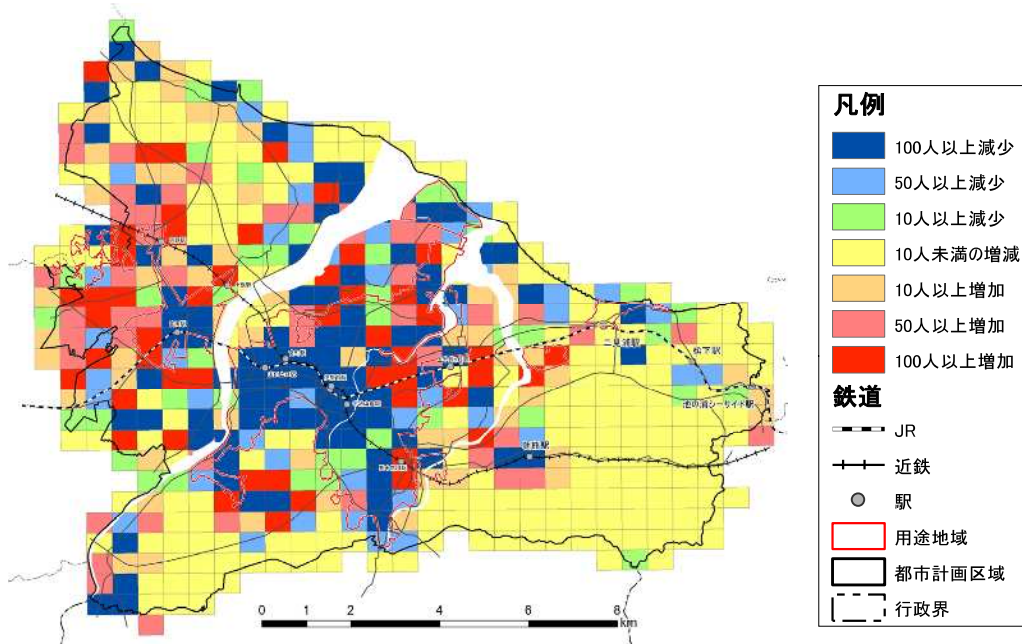 二見浦駅
松下駅
池の浦シーサイド駅
0 1 2 4 6 8
km
凡例
100人以上減少
50人以上減少
10人以上減少
10人未満の増減
10人以上増加
50人以上増加
100人以上増加
鉄道
JR
近鉄
駅
用途地域
都市計画区域
行政界